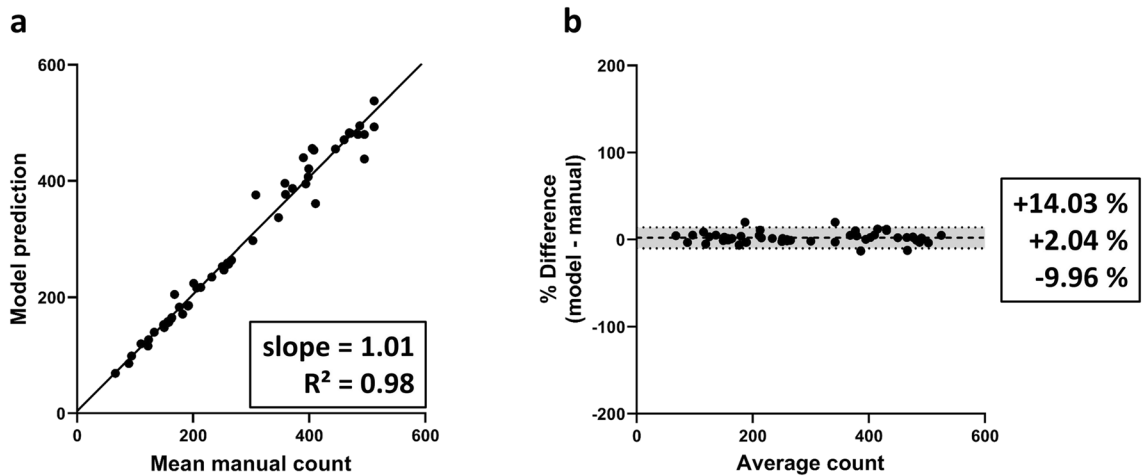 a
600
400
200
0
0
200
400
600
Model prediction
Mean manual count
slope = 1.01
R² = 0.98
b
200
100
0
-100
-200
0
200
400
600
% Difference
(model - manual)
Average count
+14.03 %
+2.04 %
-9.96 %